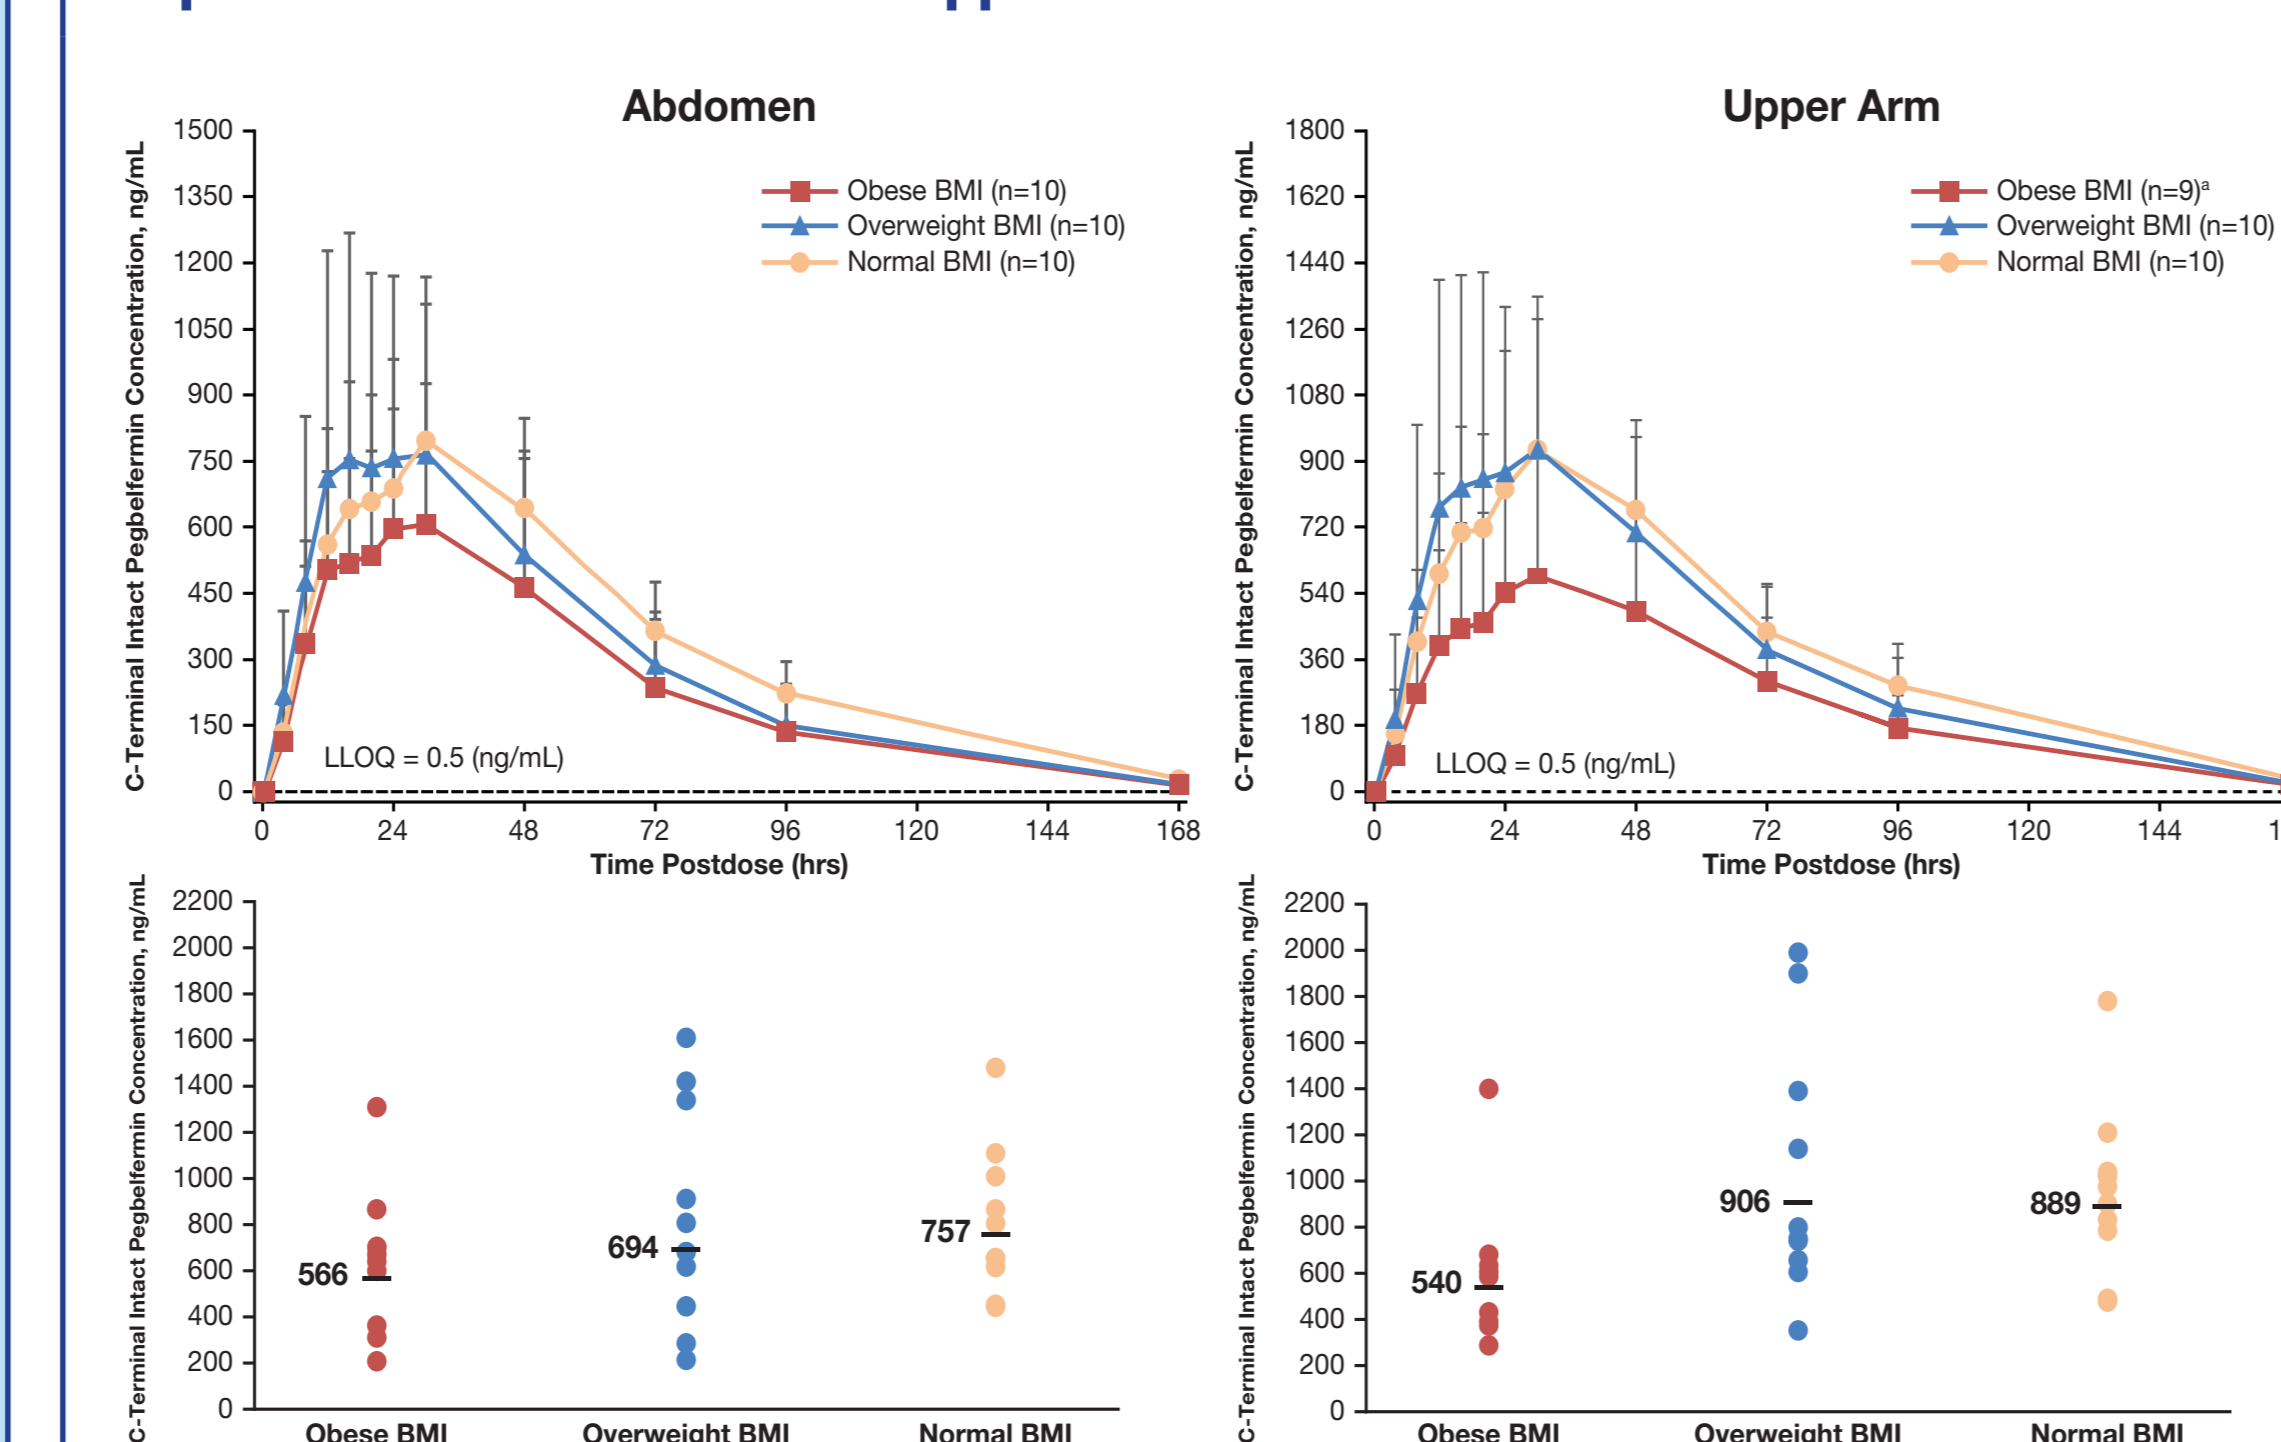 Abdomen
C-Terminal Intact Pegbelfermin Concentration, ng/mL
1500
1350
1200
1050
900
750
600
450
300
150
0
Obese BMI (n=10)
Overweight BMI (n=10)
Normal BMI (n=10)
LLOQ = 0.5 (ng/mL)
0 24 48 72 96 120 144 168
Time Postdose (hrs)
Upper Arm
C-Terminal Intact Pegbelfermin Concentration, ng/mL
1800
1620
1440
1260
1080
900
720
540
360
180
0
Obese BMI (n=9)ᵃ
Overweight BMI (n=10)
Normal BMI (n=10)
LLOQ = 0.5 (ng/mL)
0 24 48 72 96 120 144
Time Postdose (hrs)
C-Terminal Intact Pegbelfermin Concentration, ng/mL
2200
2000
1800
1600
1400
1200
1000
800
600
400
200
0
566
694
757
Obese BMI Overweight BMI Normal BMI
C-Terminal Intact Pegbelfermin Concentration, ng/mL
2200
2000
1800
1600
1400
1200
1000
800
600
400
200
0
540
906
889
Obese BMI Overweight BMI Normal BMI